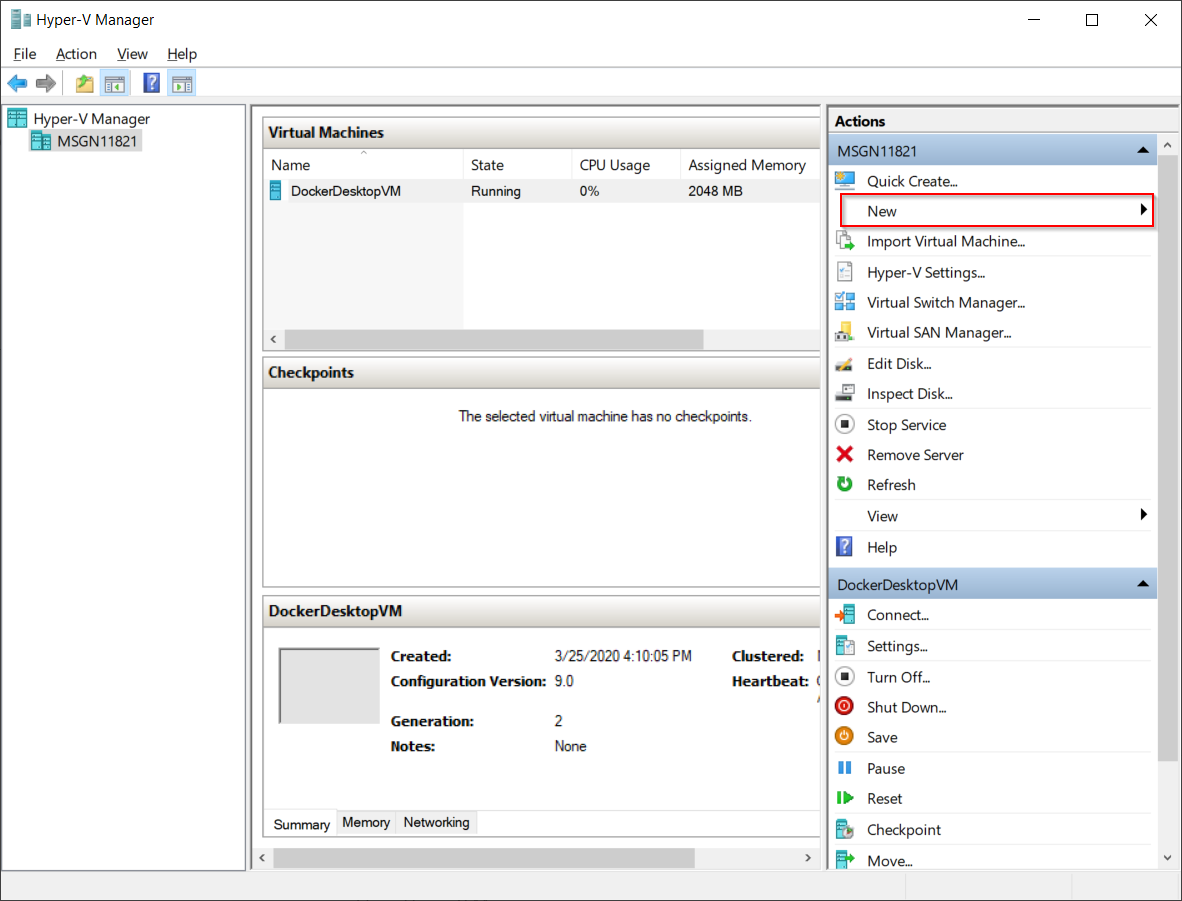 Hyper-V Manager
File Action View Help
Hyper-V Manager
MSGN11821
Virtual Machines
Name State CPU Usage Assigned Memory
DockerDesktopVM Running 0% 2048 MB
Checkpoints
The selected virtual machine has no checkpoints.
DockerDesktopVM
Created: 3/25/2020 4:10:05 PM Clustered:
Configuration Version: 9.0 Heartbeat:
Generation: 2
Notes: None
Summary Memory Networking
Actions
MSGN11821
Quick Create...
New
Import Virtual Machine...
Hyper-V Settings...
Virtual Switch Manager...
Virtual SAN Manager...
Edit Disk...
Inspect Disk...
Stop Service
Remove Server
Refresh
View
Help
DockerDesktopVM
Connect...
Settings...
Turn Off...
Shut Down...
Save
Pause
Reset
Checkpoint
Move...